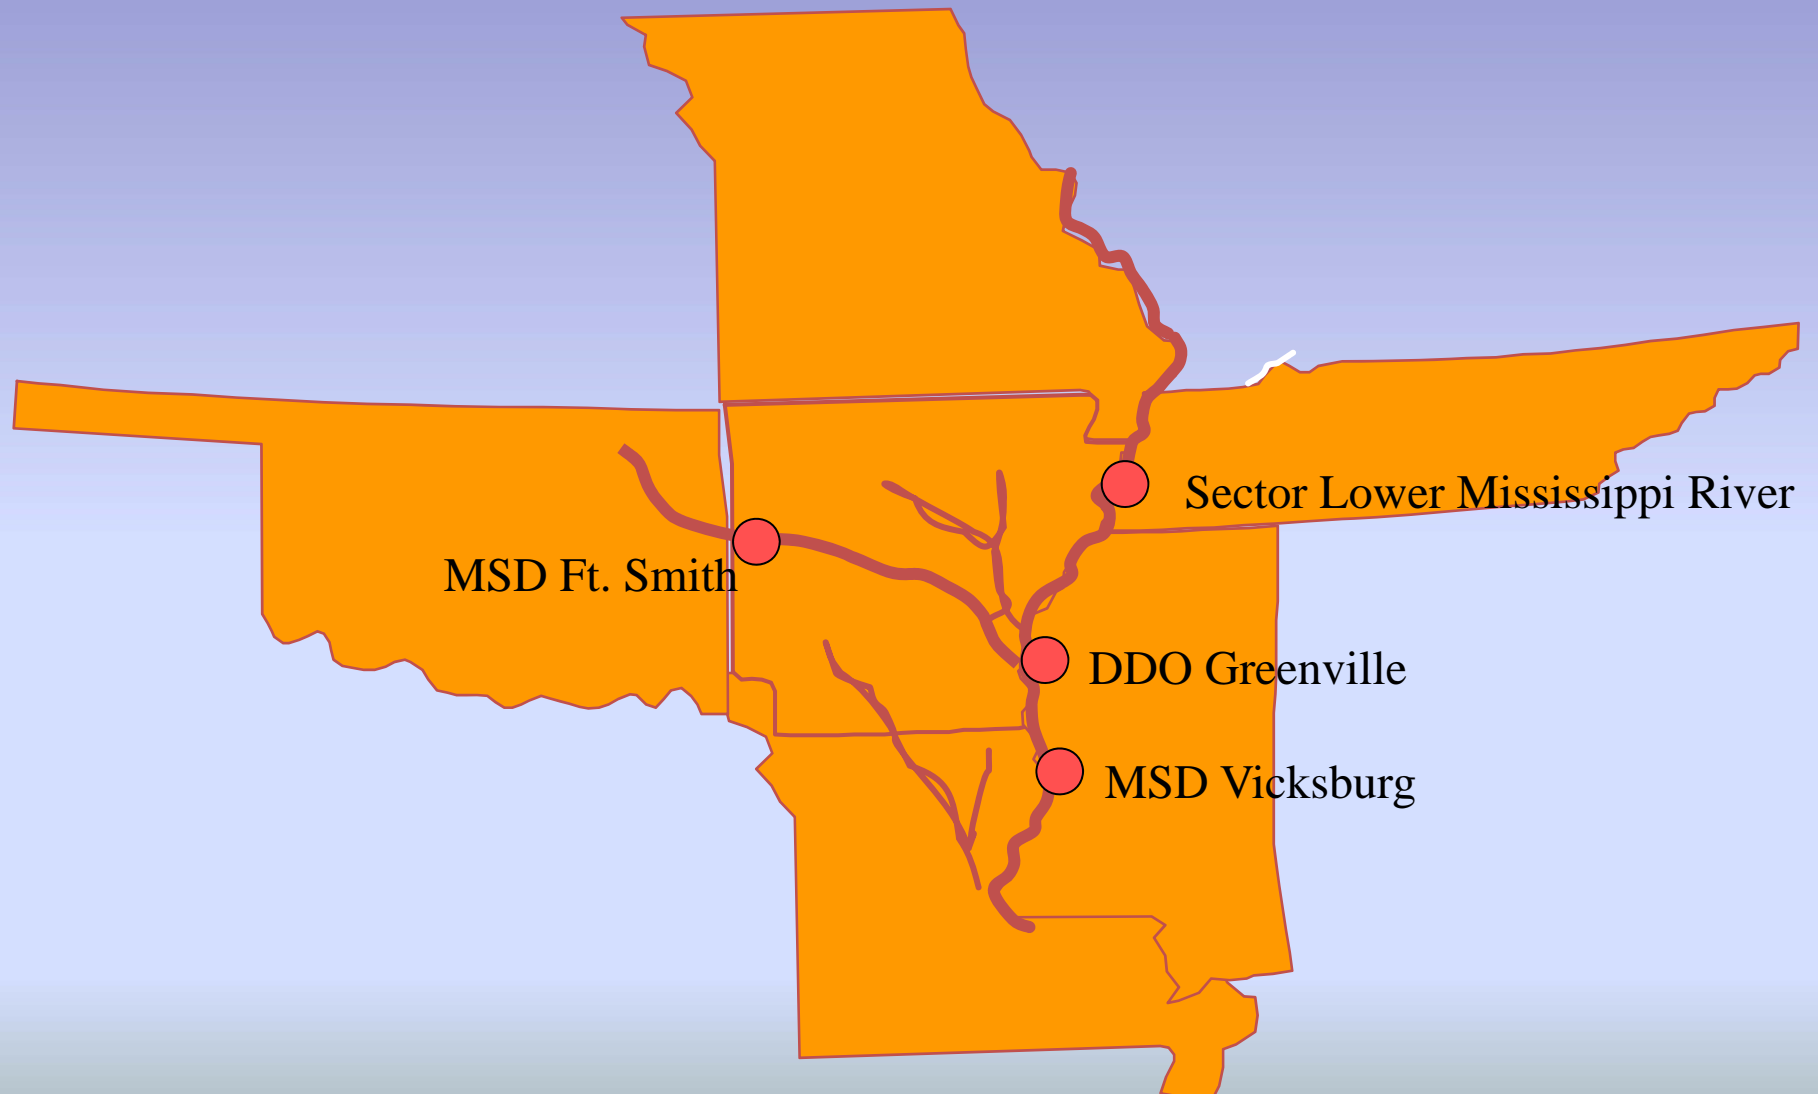 Sector Lower Mississippi River
MSD Ft. Smith
DDO Greenville
MSD Vicksburg